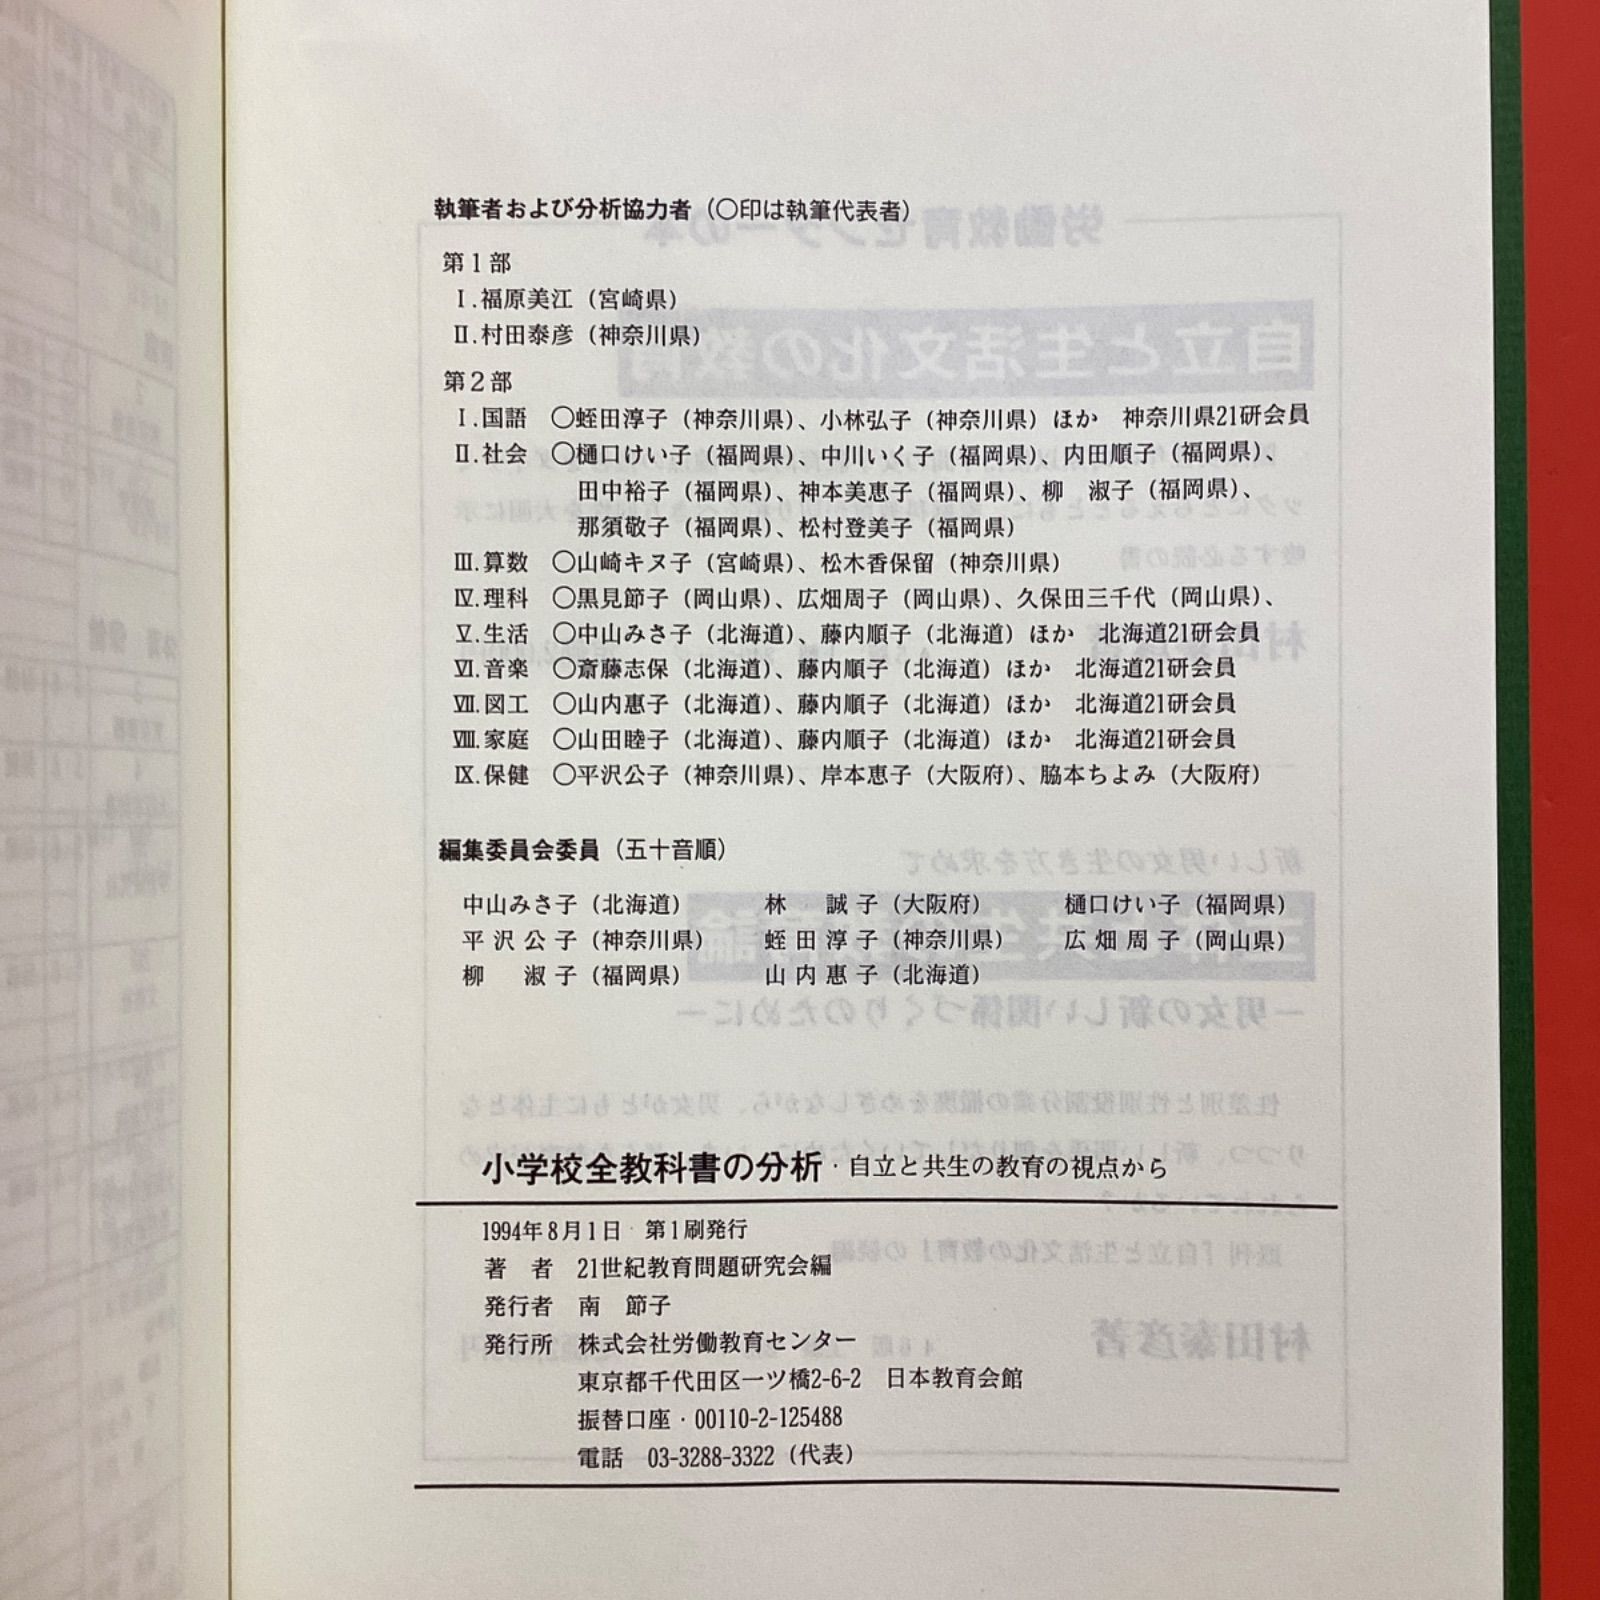 執筆者および分析協力者（○印は執筆代表者）
第1部
Ⅰ.福原美江（宮崎県）
Ⅱ.村田泰彦（神奈川県）
第2部
Ⅰ.国語　○蛭田淳子（神奈川県）、小林弘子（神奈川県）ほか　神奈川県21研会員
Ⅱ.社会　○樋口けい子（福岡県）、中川いく子（福岡県）、内田順子（福岡県）、
田中裕子（福岡県）、神本美恵子（福岡県）、柳　淑子（福岡県）、
那須敬子（福岡県）、松村登美子（福岡県）
Ⅲ.算数　○山崎キヌ子（宮崎県）、松木香保留（神奈川県）
Ⅳ.理科　○黒見節子（岡山県）、広畑周子（岡山県）、久保田三千代（岡山県）、
Ⅴ.生活　○中山みさ子（北海道）、藤内順子（北海道）ほか　北海道21研会員
Ⅵ.音楽　○斎藤志保（北海道）、藤内順子（北海道）ほか　北海道21研会員
Ⅶ.図工　○山内惠子（北海道）、藤内順子（北海道）ほか　北海道21研会員
Ⅷ.家庭　○山田睦子（北海道）、藤内順子（北海道）ほか　北海道21研会員
Ⅸ.保健　○平沢公子（神奈川県）、岸本恵子（大阪府）、脇本ちよみ（大阪府）
編集委員会委員（五十音順）
中山みさ子（北海道）　林　誠子（大阪府）　樋口けい子（福岡県）
平沢公子（神奈川県）　蛭田淳子（神奈川県）　広畑周子（岡山県）
柳　淑子（福岡県）　山内惠子（北海道）
小学校全教科書の分析・自立と共生の教育の視点から
1994年8月1日・第1刷発行
著　者　21世紀教育問題研究会編
発行者　南　節子
発行所　株式会社労働教育センター
東京都千代田区一ツ橋2-6-2　日本教育会館
振替口座・00110-2-125488
電話　03-3288-3322（代表）